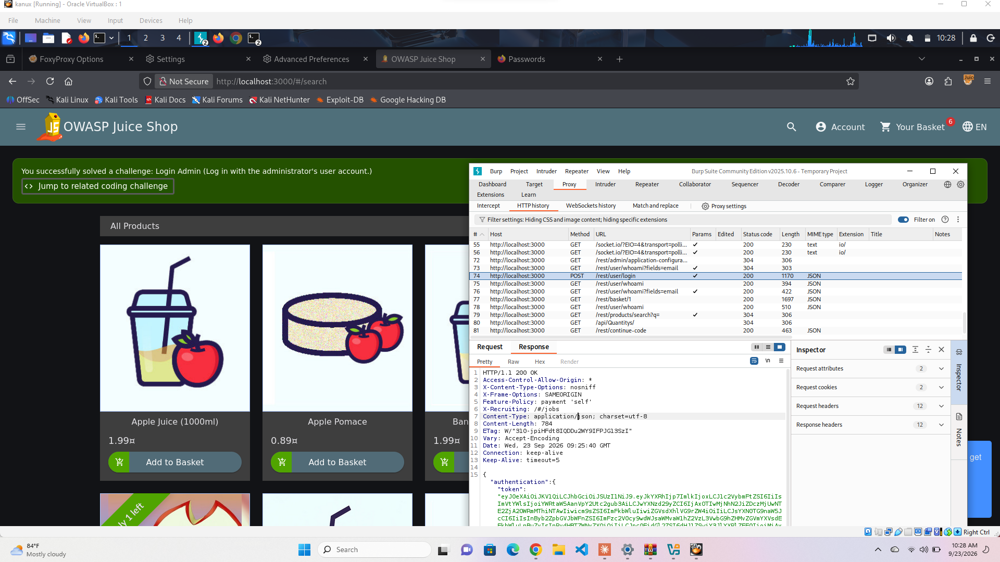 kanux [Running] - Oracle VirtualBox : 1
File Machine View Input Devices Help
1 2 3 4 2 2 10:28
FoxyProxy Options Settings Advanced Preferences OWASP Juice Shop Passwords
Not Secure http://localhost:3000/#/search
OffSec Kali Linux Kali Tools Kali Docs Kali Forums Kali NetHunter Exploit-DB Google Hacking DB
OWASP Juice Shop Account Your Basket 6 EN
You successfully solved a challenge: Login Admin (Log in with the administrator's user account.)
<> Jump to related coding challenge
All Products
Apple Juice (1000ml)
1.99¤
Add to Basket
Apple Pomace
0.89¤
Add to Basket
Ban
1.99¤
ly 1 left
get
Burp Project Intruder Repeater View Help Burp Suite Community Edition v2025.10.6 - Temporary Project
Dashboard Target Proxy Intruder Repeater Collaborator Sequencer Decoder Comparer Logger Organizer
Extensions Learn
Intercept HTTP history WebSockets history Match and replace Proxy settings
Filter settings: Hiding CSS and image content; hiding specific extensions Filter on
# Host Method URL Params Edited Status code Length MIME type Extension Title Notes
55 http://localhost:3000 GET /socket.io/?EIO=4&transport=polli... ✓ 200 230 text io/
56 http://localhost:3000 GET /socket.io/?EIO=4&transport=polli... ✓ 200 230 text io/
72 http://localhost:3000 GET /rest/admin/application-configura... 304 306
73 http://localhost:3000 GET /rest/user/whoami?fields=email ✓ 304 303
74 http://localhost:3000 POST /rest/user/login ✓ 200 1170 JSON
75 http://localhost:3000 GET /rest/user/whoami 200 394 JSON
76 http://localhost:3000 GET /rest/user/whoami?fields=email ✓ 200 422 JSON
77 http://localhost:3000 GET /rest/basket/1 200 1697 JSON
78 http://localhost:3000 GET /rest/user/whoami 200 510 JSON
79 http://localhost:3000 GET /rest/products/search?q= ✓ 304 306
80 http://localhost:3000 GET /api/Quantitys/ 304 306
81 http://localhost:3000 GET /rest/continue-code 200 463 JSON
Request Response
Pretty Raw Hex Render \n
1 HTTP/1.1 200 OK
2 Access-Control-Allow-Origin: *
3 X-Content-Type-Options: nosniff
4 X-Frame-Options: SAMEORIGIN
5 Feature-Policy: payment 'self'
6 X-Recruiting: /#/jobs
7 Content-Type: application/json; charset=utf-8
8 Content-Length: 784
9 ETag: W/"310-jpiHFdt8IQDDu2WY9IFPJGl3SzI"
10 Vary: Accept-Encoding
11 Date: Wed, 23 Sep 2026 09:25:40 GMT
12 Connection: keep-alive
13 Keep-Alive: timeout=5
14
15 {
"authentication":{
"token":
Inspector
Request attributes 2
Request cookies 2
Request headers 12
Response headers 12
Inspector
Notes
Right Ctrl
84°F
Mostly cloudy
Search
10:28 AM
9/23/2026